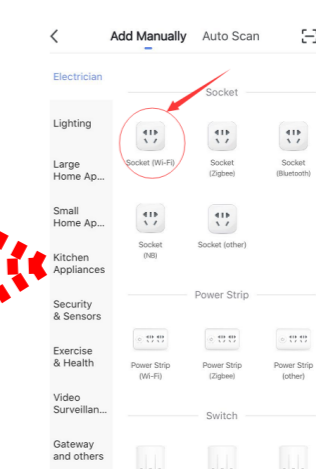 Add Manually Auto Scan
Electrician
Lighting
Large
Home Ap...
Small
Home Ap...
Kitchen
Appliances
Security
& Sensors
Exercise
& Health
Video
Surveillan...
Gateway
and others
Socket
Socket (Wi-Fi)
Socket
(Zigbee)
Socket
(Bluetooth)
Socket
(NB)
Socket (other)
Power Strip
Power Strip
(Wi-Fi)
Power Strip
(Zigbee)
Power Strip
(other)
Switch